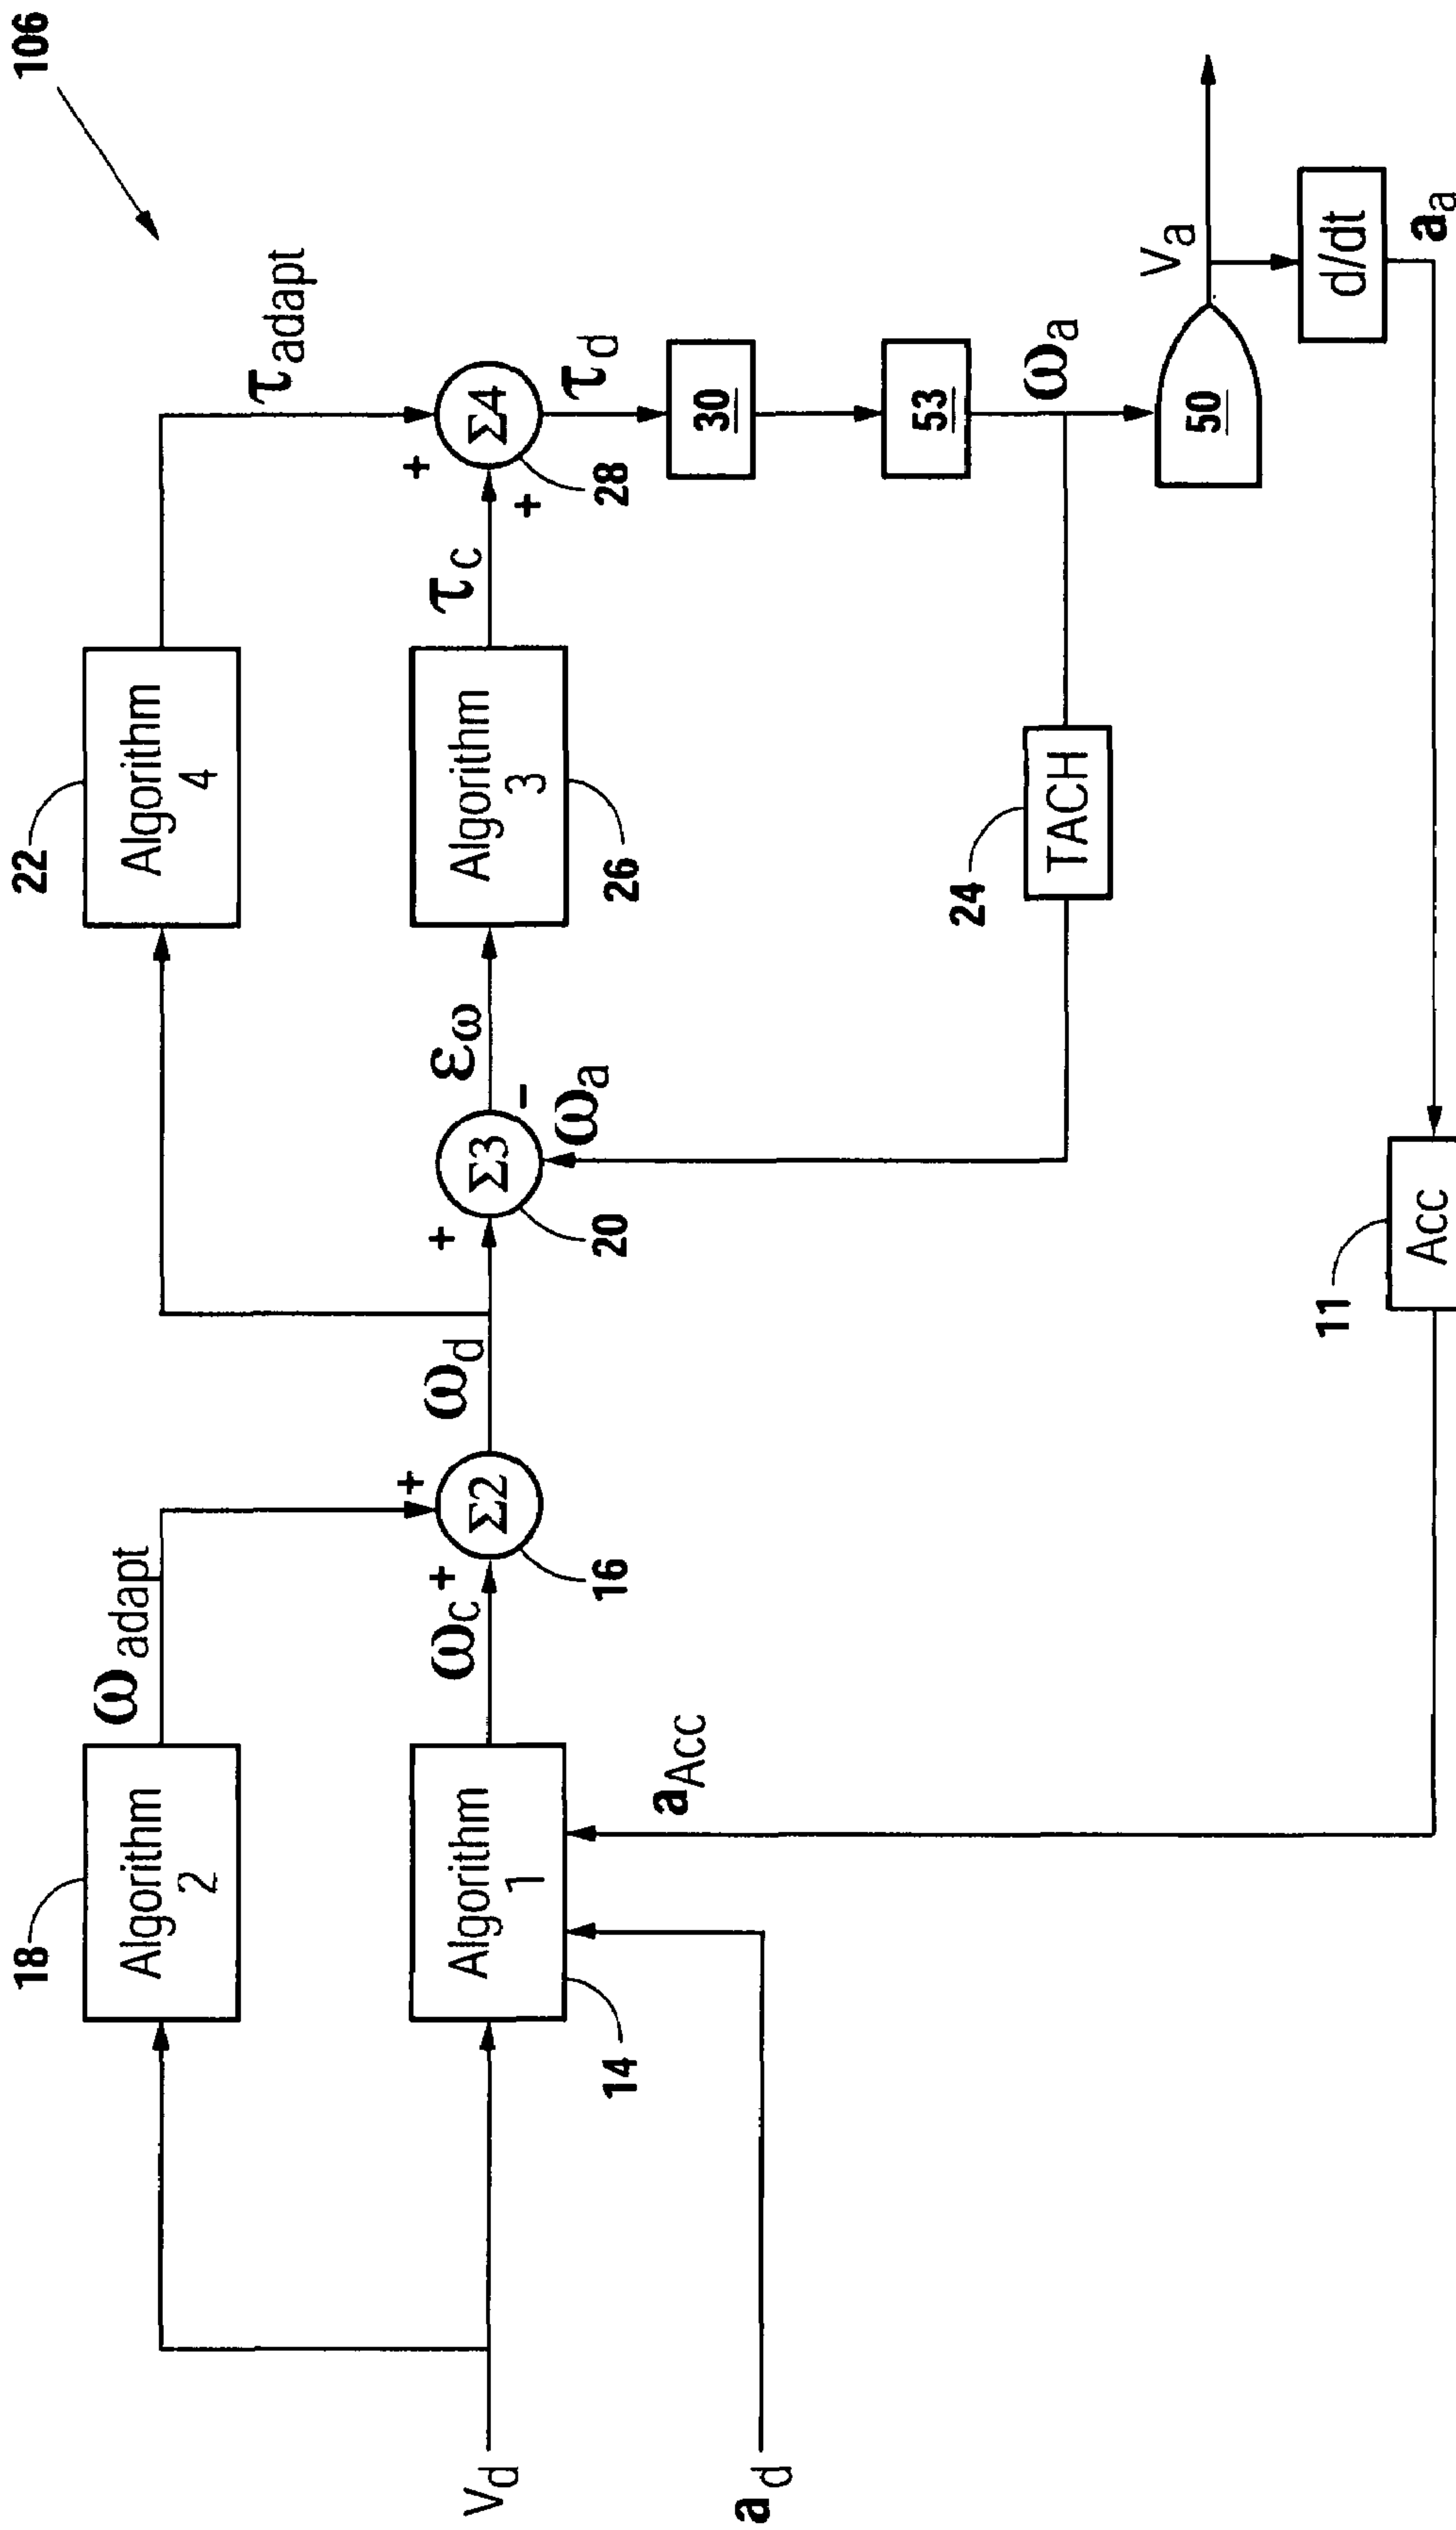 106
22
Algorithm
4
τadapt
18
Algorithm
2
ωadapt
vd
Algorithm
1
14
ωc
+
+
Σ2
16
ωd
+
Σ3
20
-
εω
ωa
Algorithm
3
26
τc
+
+
Σ4
28
τd
30
53
ωa
50
va
d/dt
aa
24
TACH
ad
aAcc
11
Acc